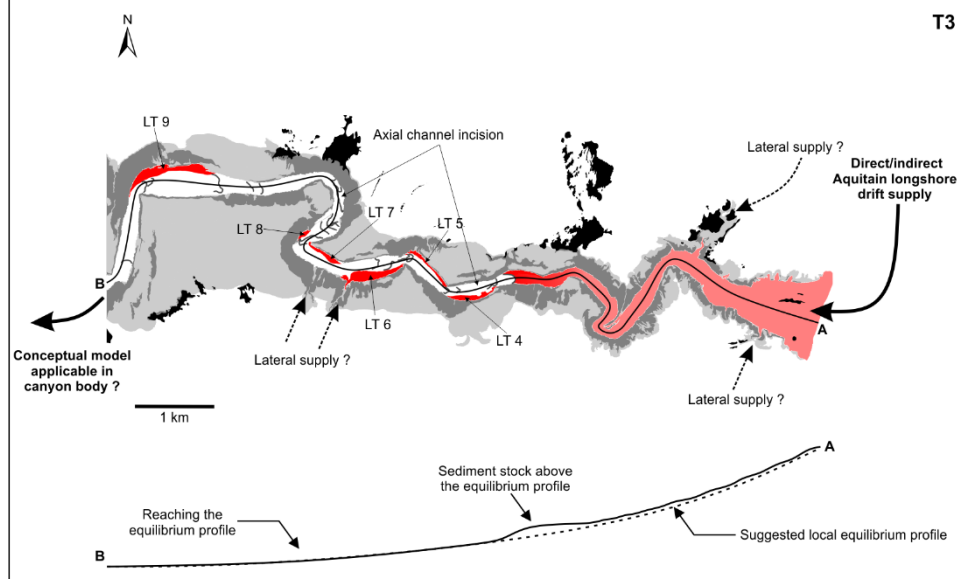 N
T3
LT 9
Axial channel incision
Lateral supply ?
Direct/indirect
Aquitain longshore
drift supply
LT 8
LT 7
LT 5
B
LT 6
LT 4
A
Conceptual model
applicable in
canyon body ?
Lateral supply ?
Lateral supply ?
1 km
A
Sediment stock above
the equilibrium profile
Reaching the
equilibrium profile
Suggested local equilibrium profile
B